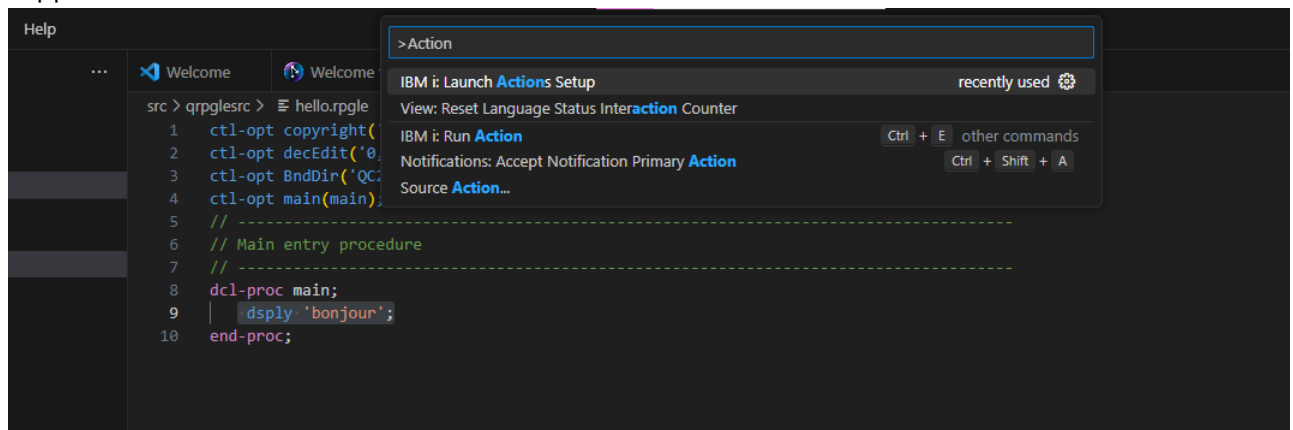 Help
>Action
... Welcome Welcome
IBM i: Launch Actions Setup recently used
src > qrpglesrc > hello.rpgle
View: Reset Language Status Interaction Counter
1 ctl-opt copyright('
IBM i: Run Action Ctrl + E other commands
2 ctl-opt decEdit('0,
Notifications: Accept Notification Primary Action Ctrl + Shift + A
3 ctl-opt BndDir('QC2
Source Action...
4 ctl-opt main(main);
5 // --------------------------------------------------------------------------------
6 // Main entry procedure
7 // --------------------------------------------------------------------------------
8 dcl-proc main;
9 dsply 'bonjour';
10 end-proc;